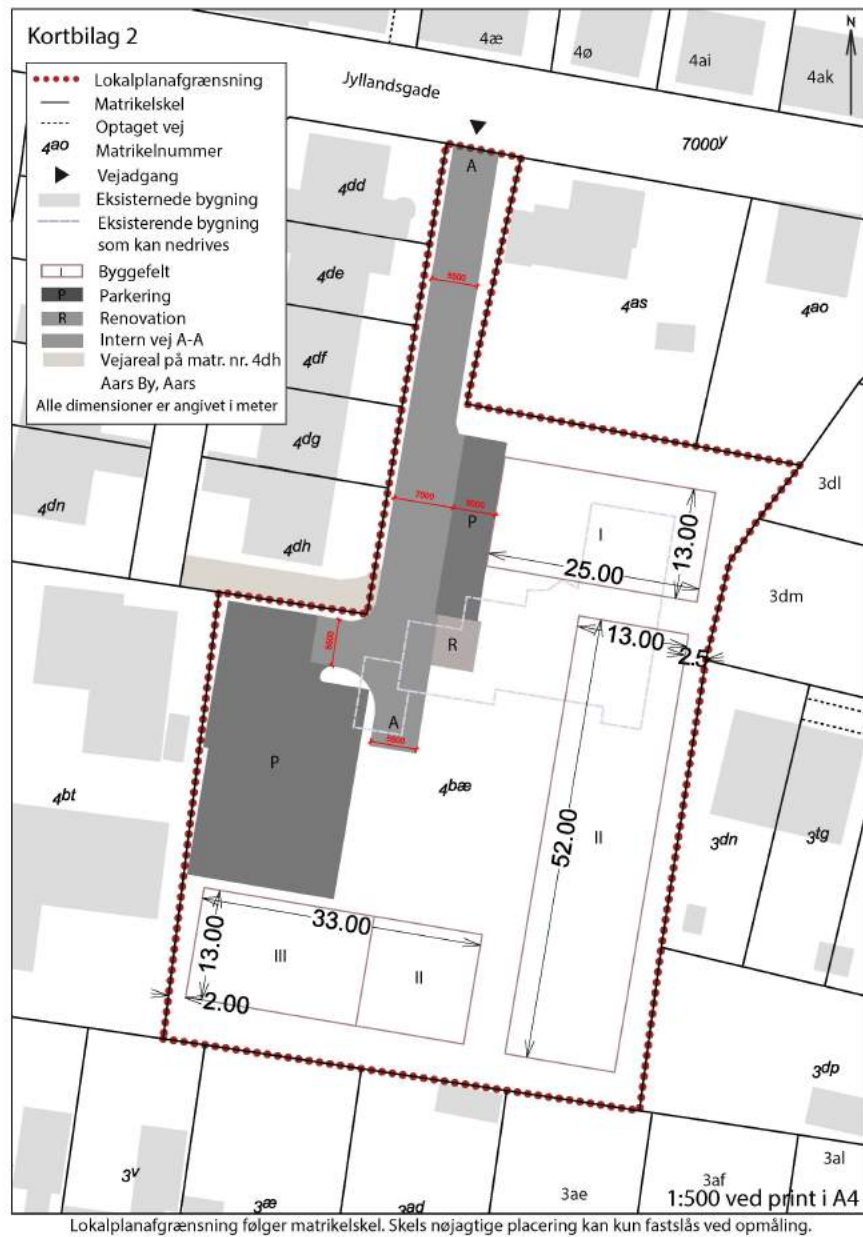 Kortbilag 2
Lokalplanafgrænsning
Matrikelskel
Optaget vej
4ao Matrikelnummer
Vejadgang
Eksisternede bygning
Eksisterende bygning
som kan nedrives
I Byggefelt
P Parkering
R Renovation
Intern vej A-A
Vejareal på matr. nr. 4dh
Aars By, Aars
Alle dimensioner er angivet i meter
N
4æ
4ø
4ai
4ak
Jyllandsgade
7000y
A
4dd
4de
4df
4dg
4dh
4dn
4as
4ao
3dl
3dm
P
I
13.00
25.00
R
13.00
2.5
A
P
4bæ
4bt
52.00
II
3dn
3tg
33.00
13.00
III
II
2.00
3dp
3v
3æ
3ad
3ae
3af
3al
1:500 ved print i A4
Lokalplanafgrænsning følger matrikelskel. Skels nøjagtige placering kan kun fastslås ved opmåling.